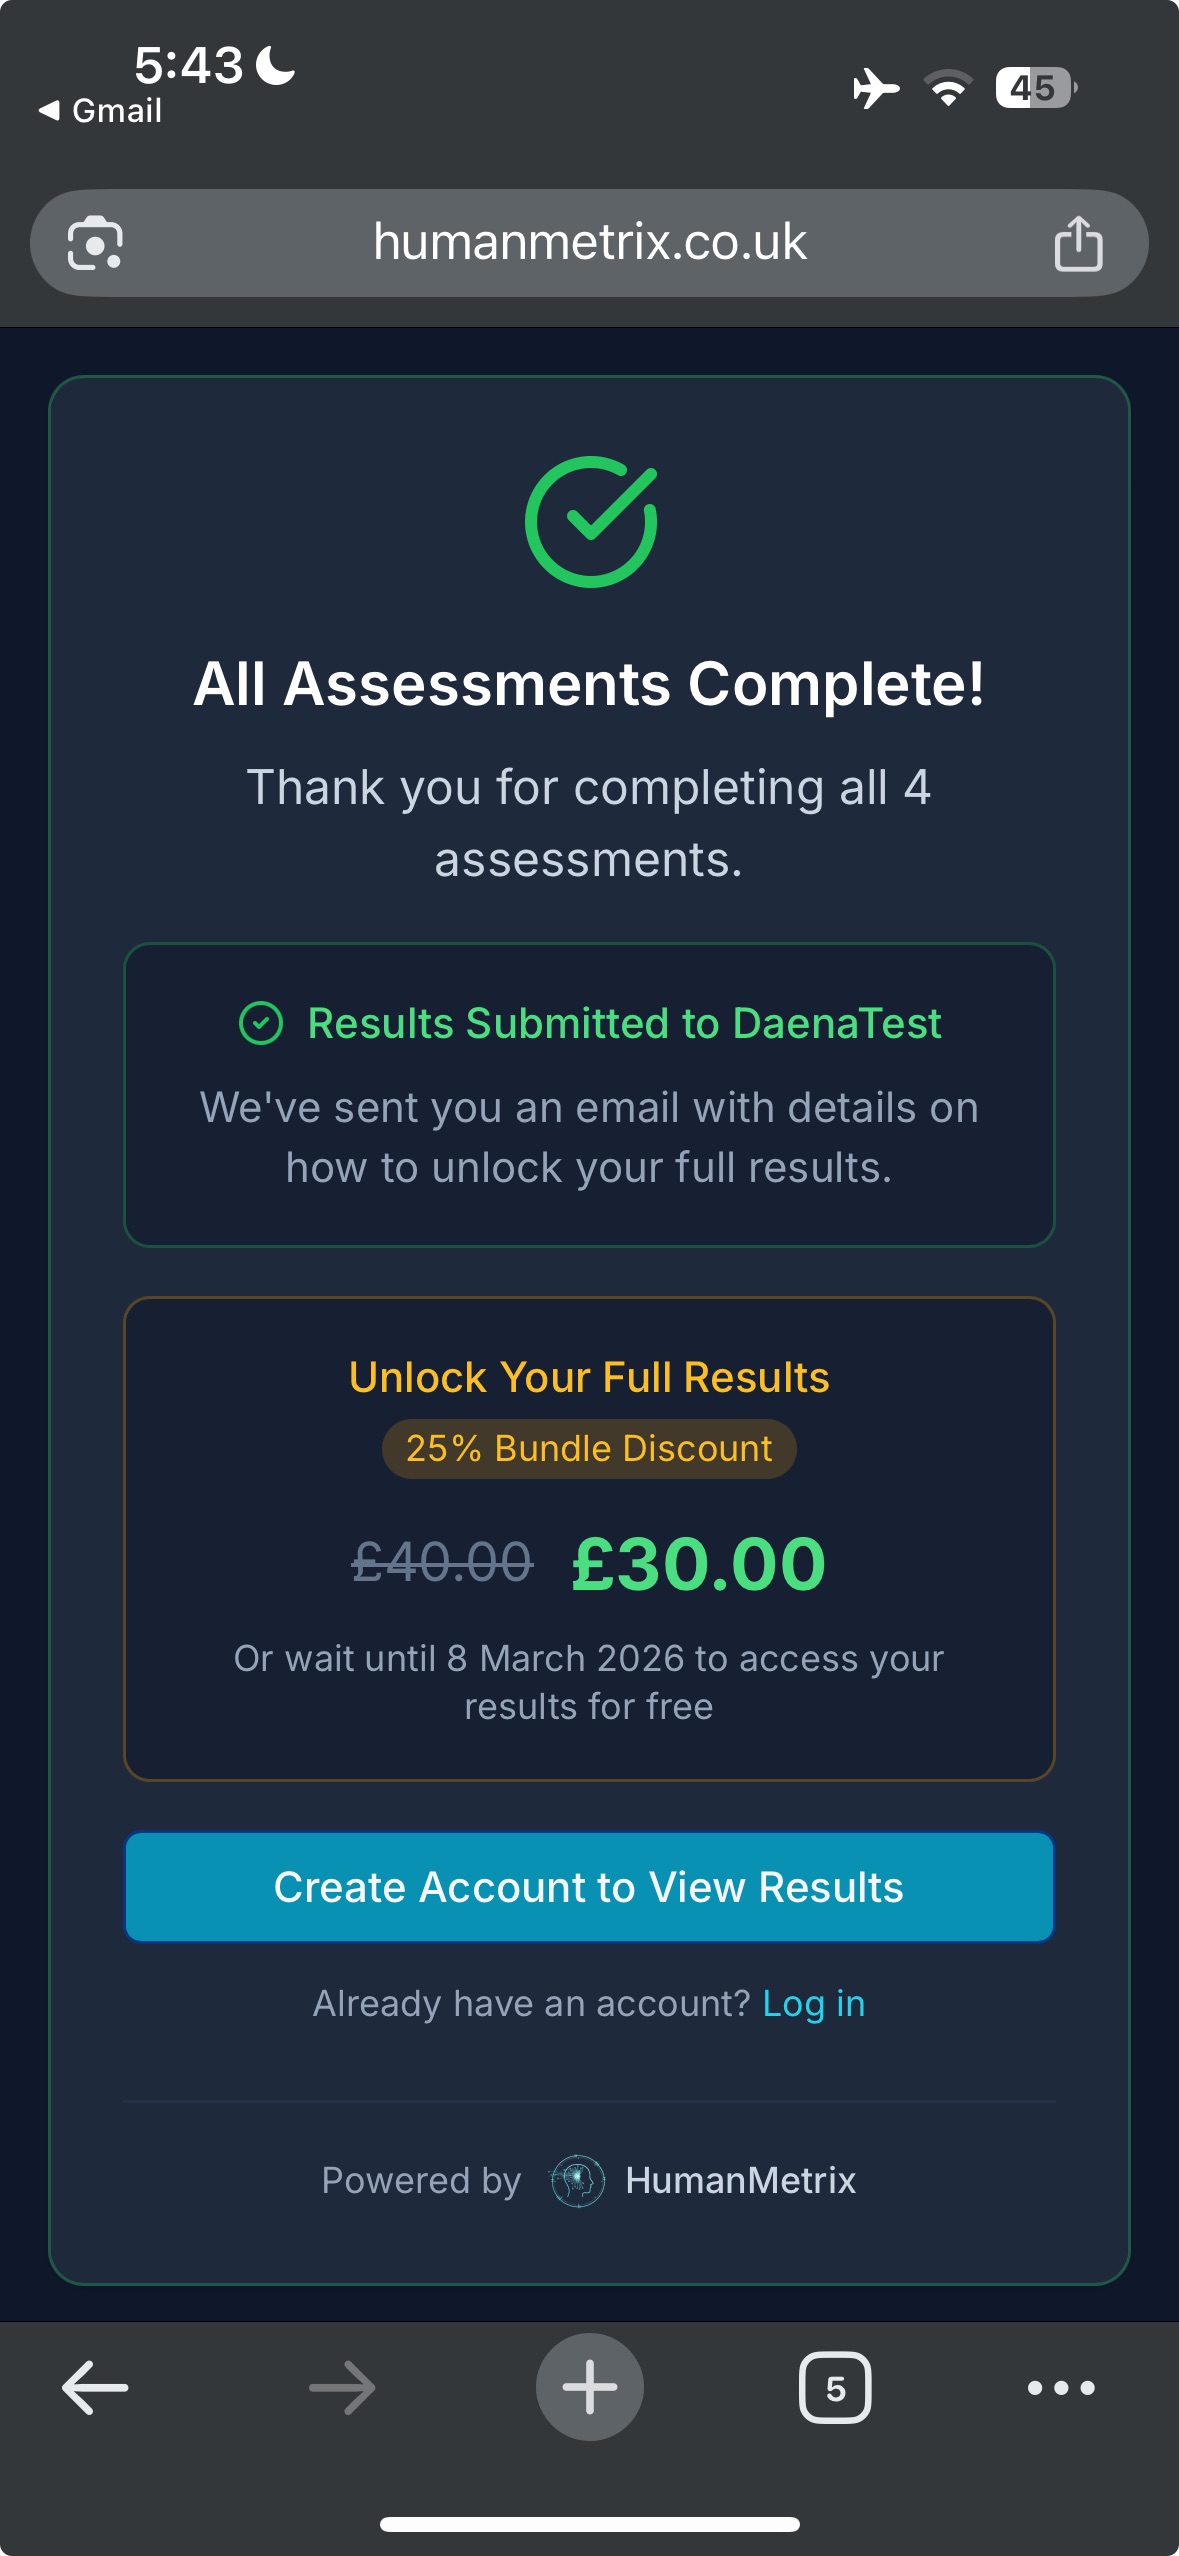 5:43
Gmail
45
humanmetrix.co.uk
All Assessments Complete!
Thank you for completing all 4
assessments.
Results Submitted to DaenaTest
We've sent you an email with details on
how to unlock your full results.
Unlock Your Full Results
25% Bundle Discount
£40.00 £30.00
Or wait until 8 March 2026 to access your
results for free
Create Account to View Results
Already have an account? Log in
Powered by HumanMetrix
5